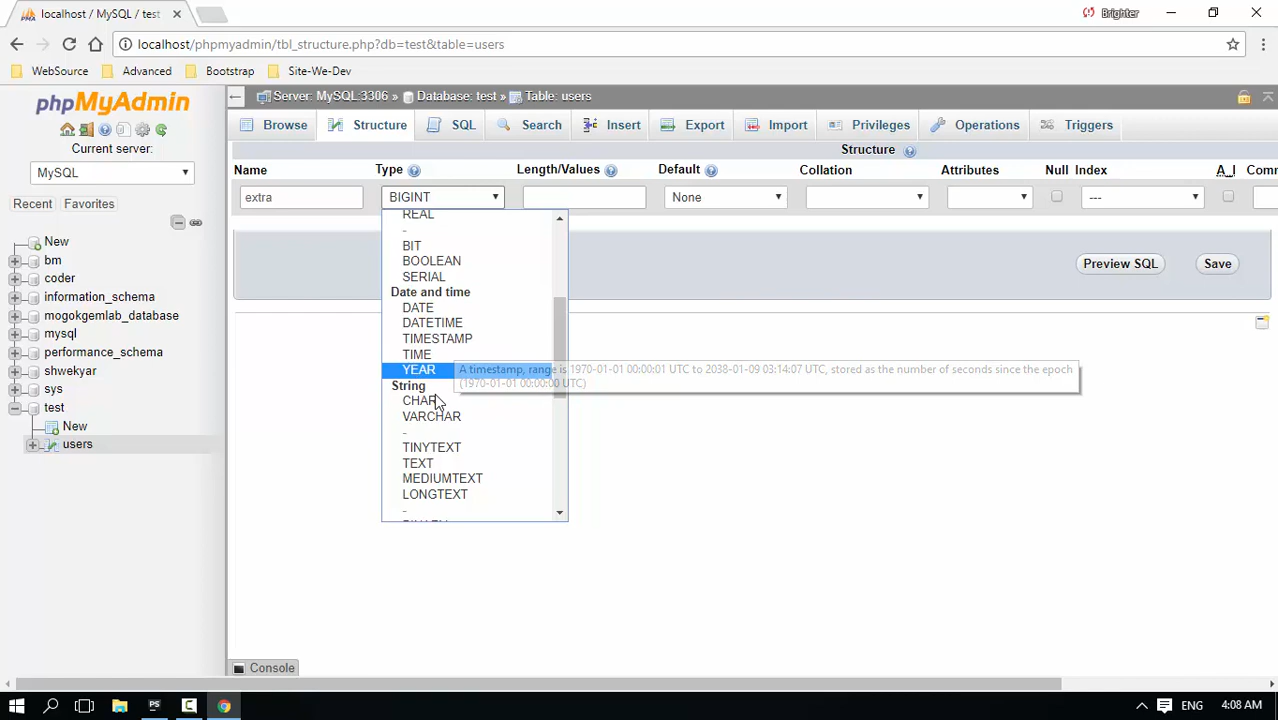 localhost / MySQL / test
Brighter
localhost/phpmyadmin/tbl_structure.php?db=test&table=users
WebSource
Advanced
Bootstrap
Site-We-Dev
phpMyAdmin
Current server:
MySQL
Recent
Favorites
New
bm
coder
information_schema
mogokgemlab_database
mysql
performance_schema
shwekyar
sys
test
New
users
Server: MySQL:3306 » Database: test » Table: users
Browse
Structure
SQL
Search
Insert
Export
Import
Privileges
Operations
Triggers
Structure
Name
Type
Length/Values
Default
Collation
Attributes
Null
Index
A_I
Comm
extra
BIGINT
None
---
REAL
-
BIT
BOOLEAN
SERIAL
Date and time
DATE
DATETIME
TIMESTAMP
TIME
YEAR
String
CHAR
VARCHAR
-
TINYTEXT
TEXT
MEDIUMTEXT
LONGTEXT
-
A timestamp, range is 1970-01-01 00:00:01 UTC to 2038-01-09 03:14:07 UTC, stored as the number of seconds since the epoch
(1970-01-01 00:00:00 UTC)
Preview SQL
Save
Console
PS
ENG
4:08 AM